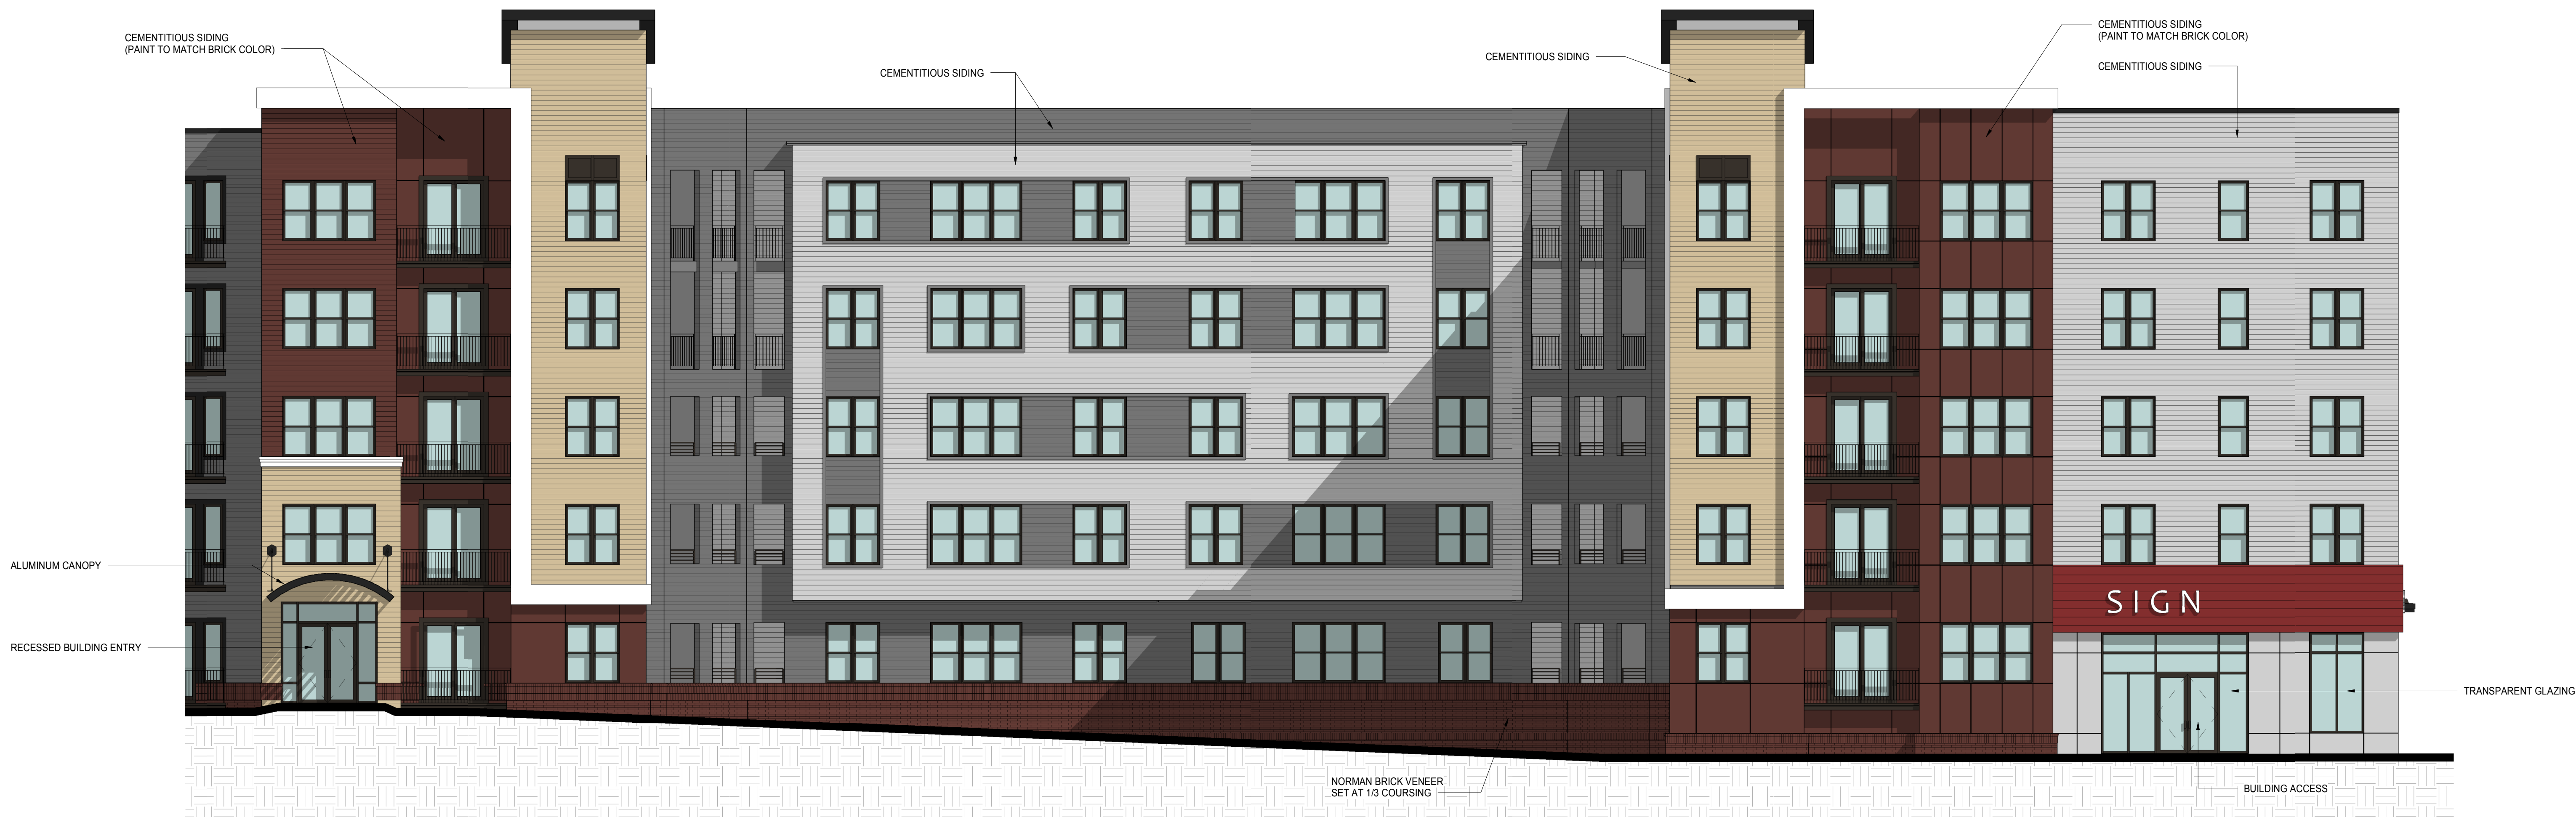 CEMENTITIOUS SIDING
(PAINT TO MATCH BRICK COLOR)
CEMENTITIOUS SIDING
CEMENTITIOUS SIDING
CEMENTITIOUS SIDING
(PAINT TO MATCH BRICK COLOR)
CEMENTITIOUS SIDING
ALUMINUM CANOPY
SIGN
RECESSED BUILDING ENTRY
TRANSPARENT GLAZING
NORMAN BRICK VENEER
SET AT 1/3 COURSING
BUILDING ACCESS